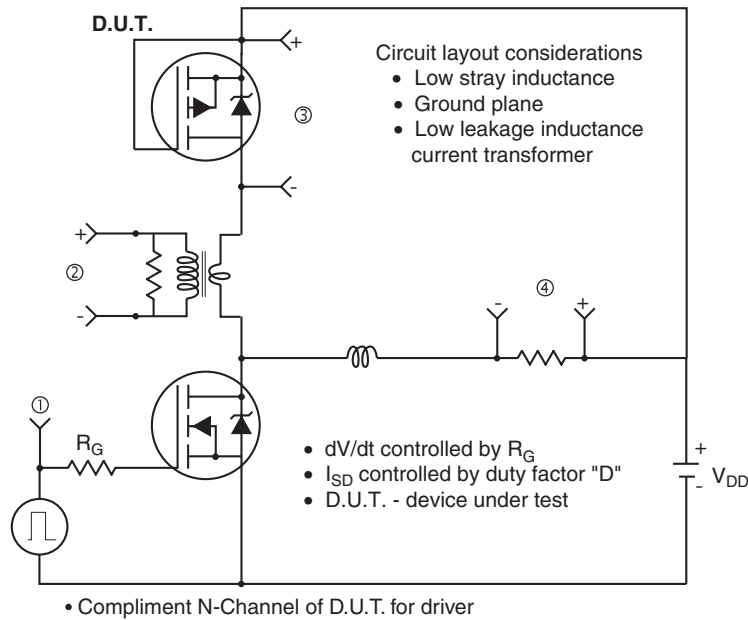 D.U.T.
+
Circuit layout considerations
• Low stray inductance
• Ground plane
• Low leakage inductance
current transformer
③
-
+
②
-
- ④ +
①
R_G
• dV/dt controlled by R_G
• I_SD controlled by duty factor "D"
• D.U.T. - device under test
+
V_DD
-
• Compliment N-Channel of D.U.T. for driver